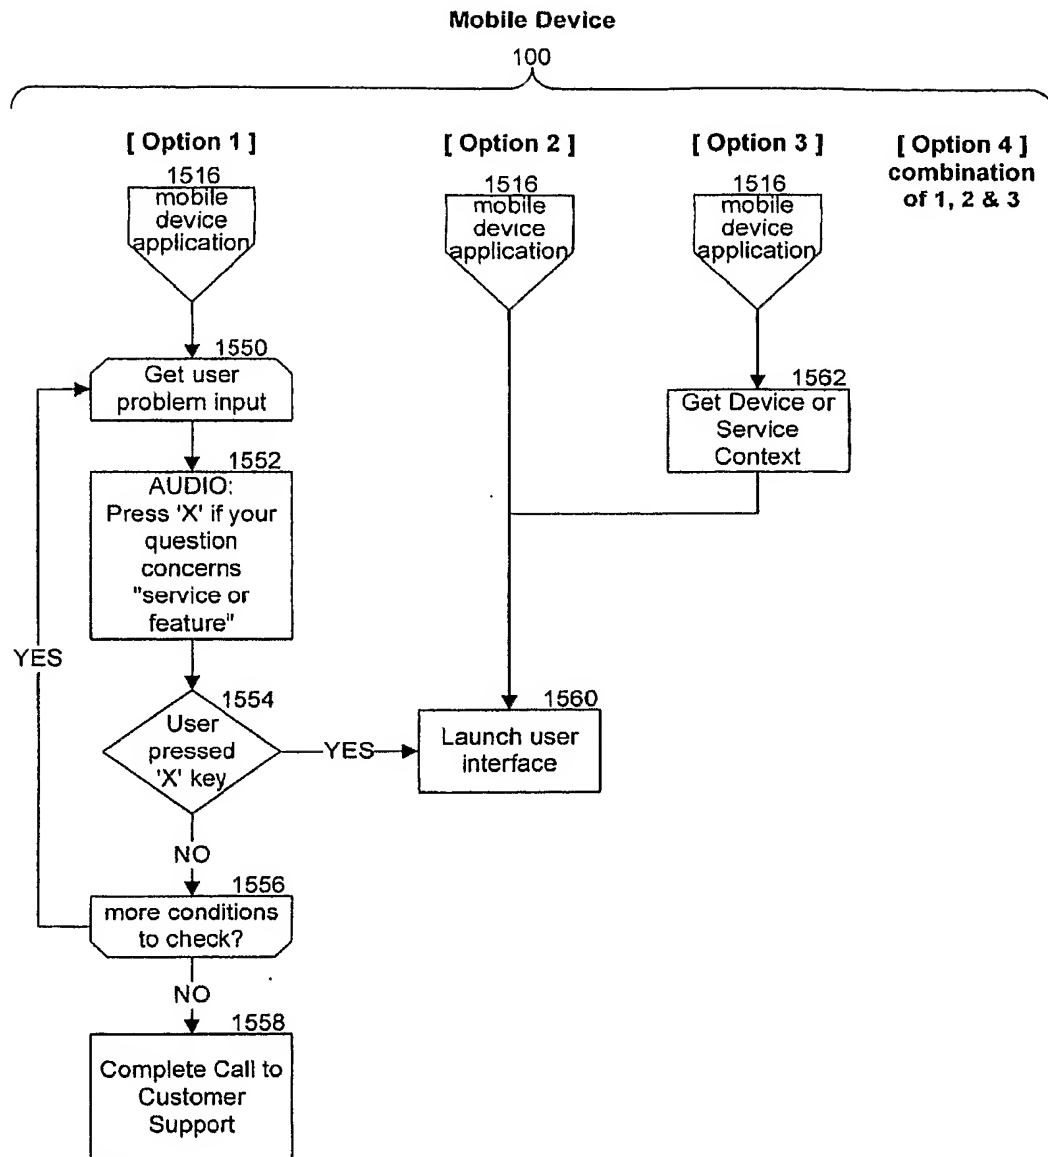 Mobile Device
100
[ Option 1 ]
1516
mobile
device
application
1550
Get user
problem input
1552
AUDIO:
Press 'X' if your
question
concerns
"service or
feature"
YES
1554
User
pressed
'X' key
YES
NO
1556
more conditions
to check?
NO
1558
Complete Call to
Customer
Support
[ Option 2 ]
1516
mobile
device
application
1560
Launch user
interface
[ Option 3 ]
1516
mobile
device
application
1562
Get Device or
Service
Context
[ Option 4 ]
combination
of 1, 2 & 3